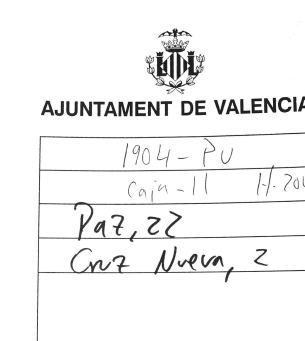 AJUNTAMENT DE VALENCIA
1904 - PU
Caja - 11
Paz, 22
Cruz Nueva, 2